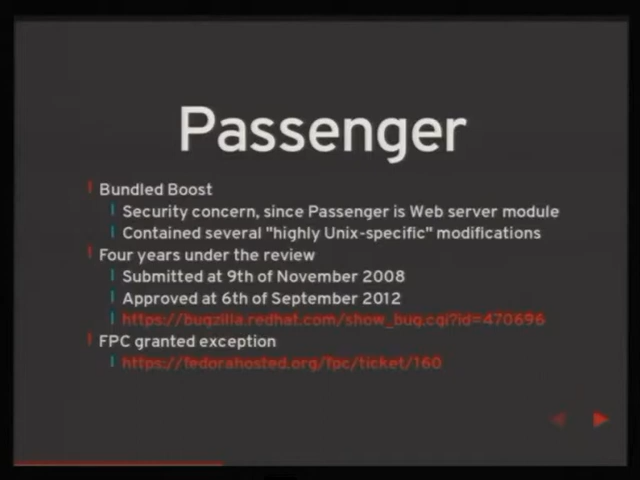 Passenger
Bundled Boost
Security concern, since Passenger is Web server module
Contained several "highly Unix-specific" modifications
Four years under the review
Submitted at 9th of November 2008
Approved at 6th of September 2012
https://bugzilla.redhat.com/show_bug.cgi?id=470696
FPC granted exception
https://fedorahosted.org/fpc/ticket/160